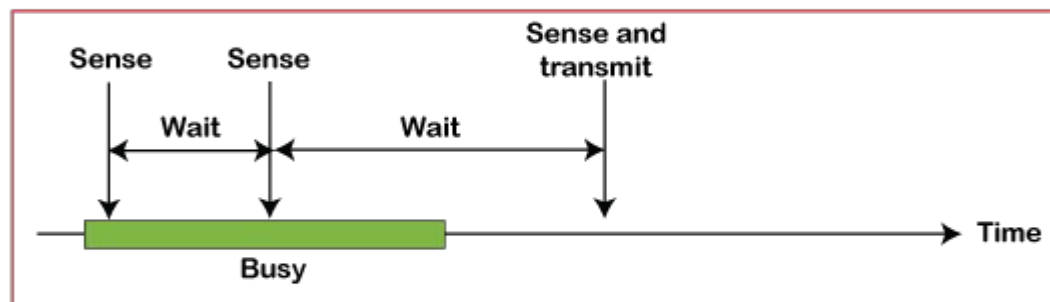 Sense Sense Sense and
transmit
Wait Wait
Time
Busy